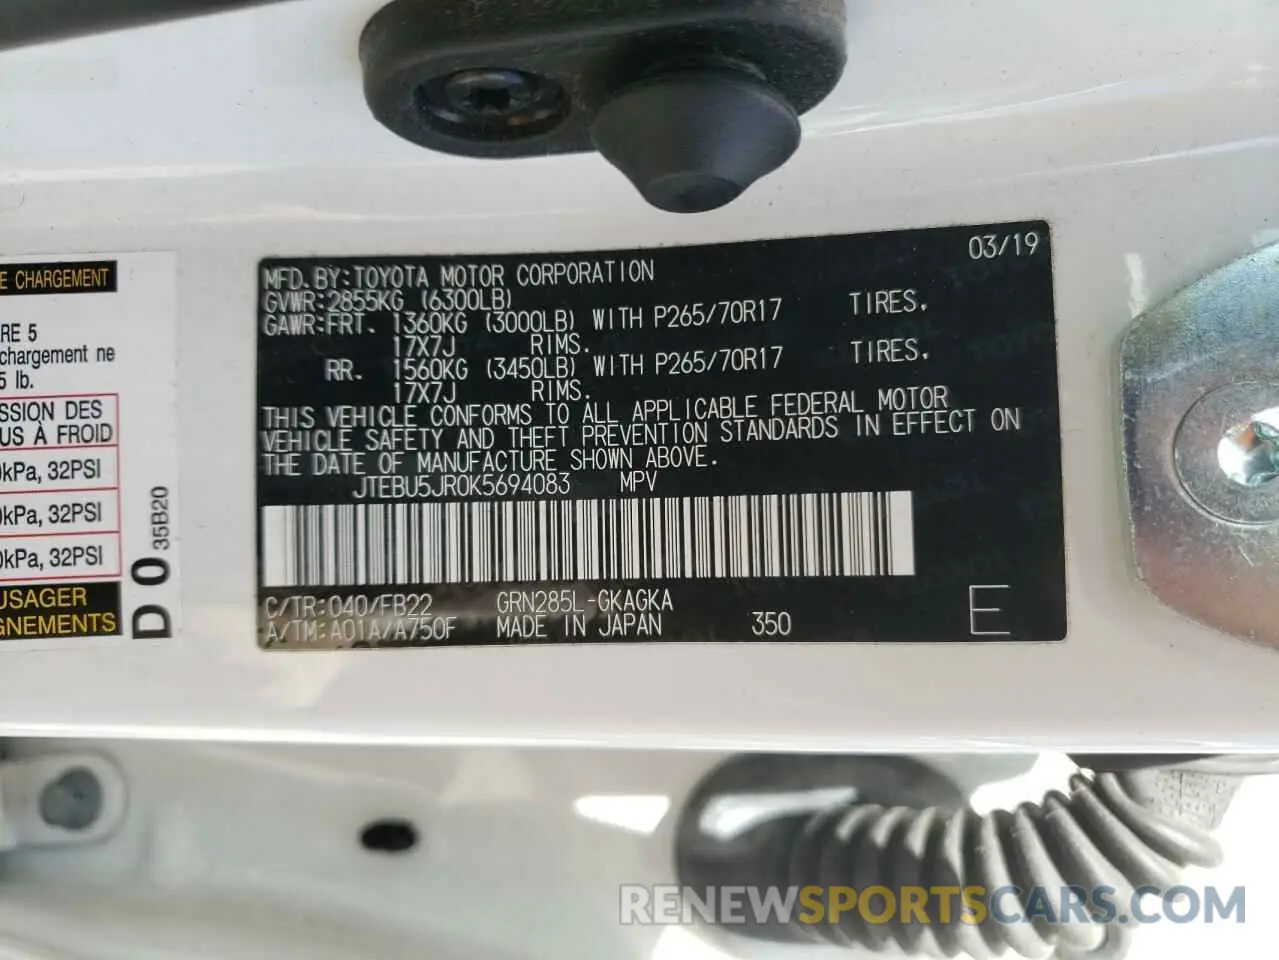 E CHARGEMENT
RE 5
chargement ne
5 lb.
SSION DES
US À FROID
0kPa, 32PSI
0kPa, 32PSI
0kPa, 32PSI
USAGER
GNEMENTS
D 0
35B20
03/19
MFD.BY:TOYOTA MOTOR CORPORATION
GVWR:2855KG (6300LB)
GAWR:FRT. 1360KG (3000LB) WITH P265/70R17 TIRES.
17X7J RIMS.
RR. 1560KG (3450LB) WITH P265/70R17 TIRES.
17X7J RIMS.
THIS VEHICLE CONFORMS TO ALL APPLICABLE FEDERAL MOTOR
VEHICLE SAFETY AND THEFT PREVENTION STANDARDS IN EFFECT ON
THE DATE OF MANUFACTURE SHOWN ABOVE.
JTEBU5JR0K5694083 MPV
C/TR:040/FB22 GRN285L-GKAGKA
A/TM:A01A/A750F MADE IN JAPAN 350
E
RENEWSPORTSCARS.COM